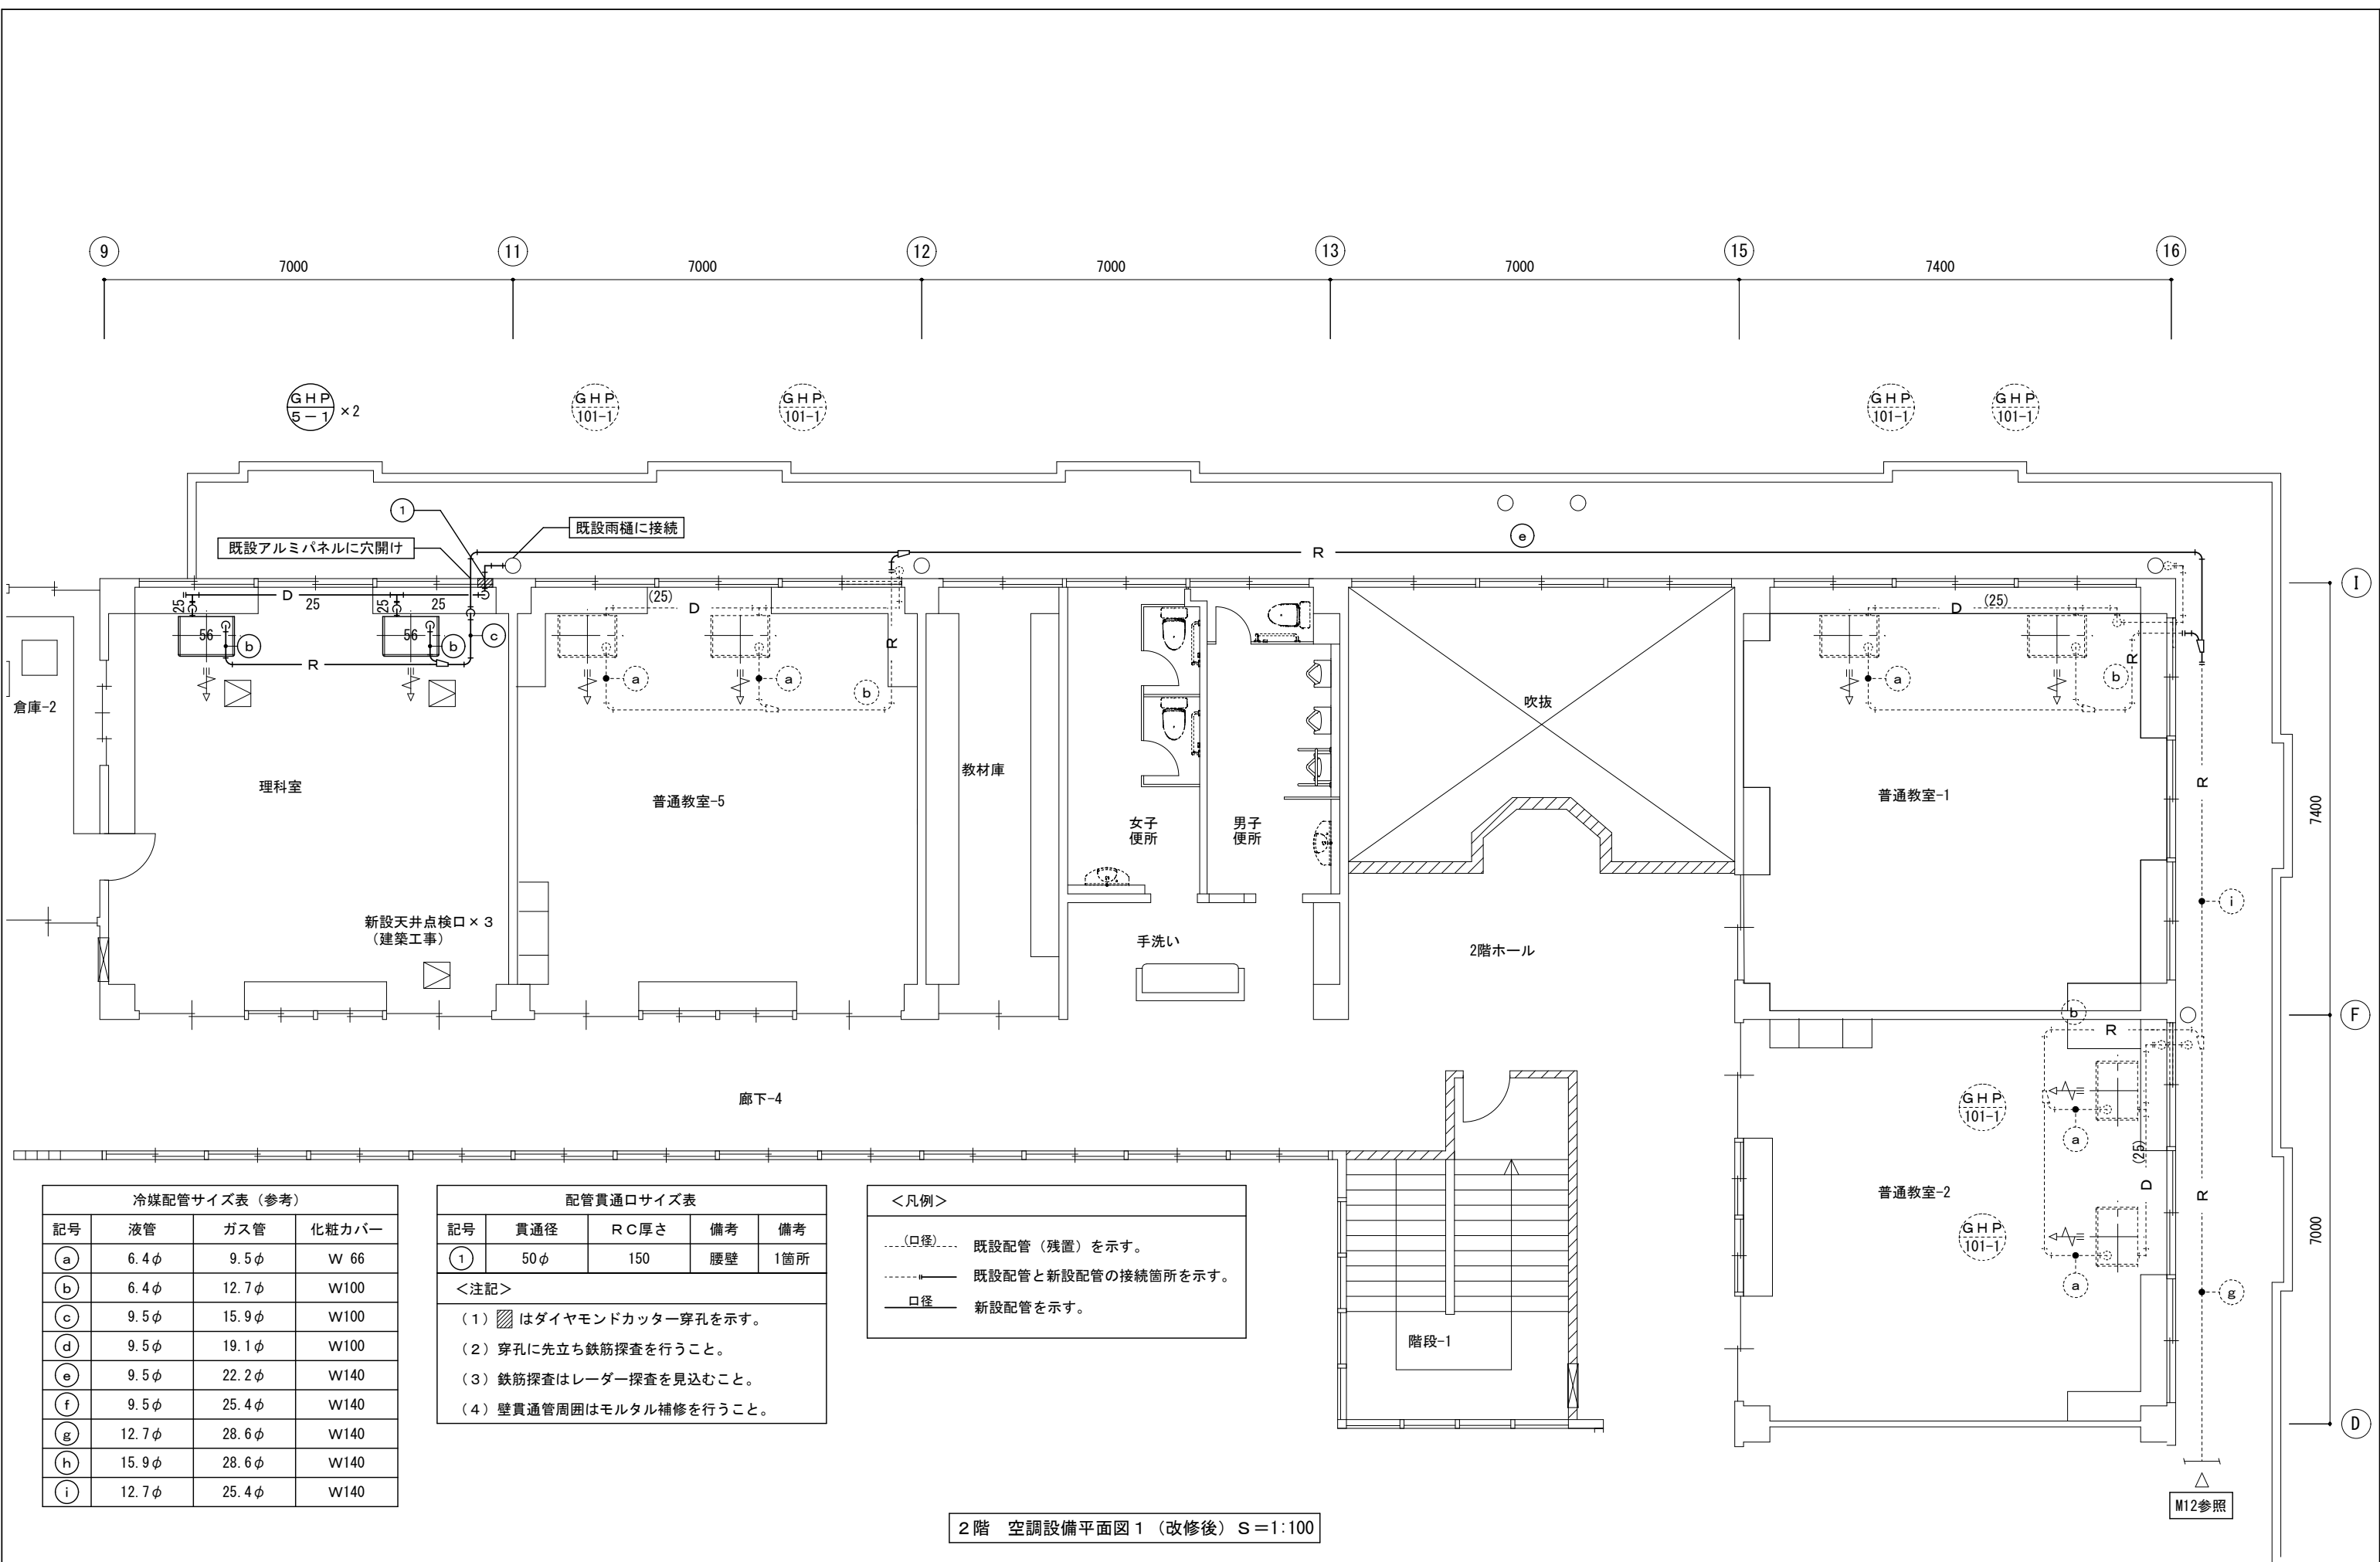 9 11 12 13 15 16
7000 7000 7000 7000 7400
GHP 5-1 ×2
GHP 101-1
GHP 101-1
GHP 101-1
GHP 101-1
1
既設雨樋に接続
既設アルミパネルに穴開け
e
R
I
D
25
25
25
25
56
56
b
b
c
R
(25)
D
R
a
a
b
D
(25)
R
a
b
倉庫-2
理科室
普通教室-5
教材庫
女子
便所
男子
便所
吹抜
普通教室-1
R
7400
i
新設天井点検口×3
(建築工事)
手洗い
2階ホール
b
F
R
廊下-4
GHP 101-1
a
(25)
D
普通教室-2
R
GHP 101-1
a
g
7000
階段-1
D
M12参照
冷媒配管サイズ表(参考)
記号 液管 ガス管 化粧カバー
a 6.4φ 9.5φ W 66
b 6.4φ 12.7φ W100
c 9.5φ 15.9φ W100
d 9.5φ 19.1φ W100
e 9.5φ 22.2φ W140
f 9.5φ 25.4φ W140
g 12.7φ 28.6φ W140
h 15.9φ 28.6φ W140
i 12.7φ 25.4φ W140
配管貫通口サイズ表
記号 貫通径 RC厚さ 備考 備考
1 50φ 150 腰壁 1箇所
<注記>
(1) はダイヤモンドカッター穿孔を示す。
(2)穿孔に先立ち鉄筋探査を行うこと。
(3)鉄筋探査はレーダー探査を見込むこと。
(4)壁貫通管周囲はモルタル補修を行うこと。
<凡例>
(口径) 既設配管(残置)を示す。
既設配管と新設配管の接続箇所を示す。
口径 新設配管を示す。
2階 空調設備平面図1(改修後)S=1:100